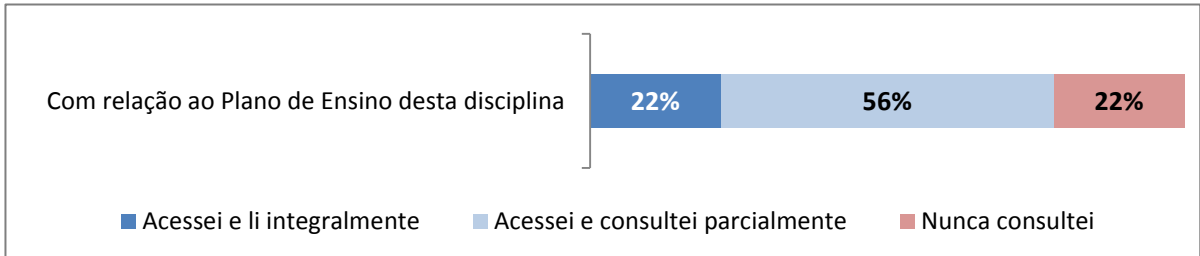 Com relação ao Plano de Ensino desta disciplina
22%
56%
22%
Acessei e li integralmente
Acessei e consultei parcialmente
Nunca consultei